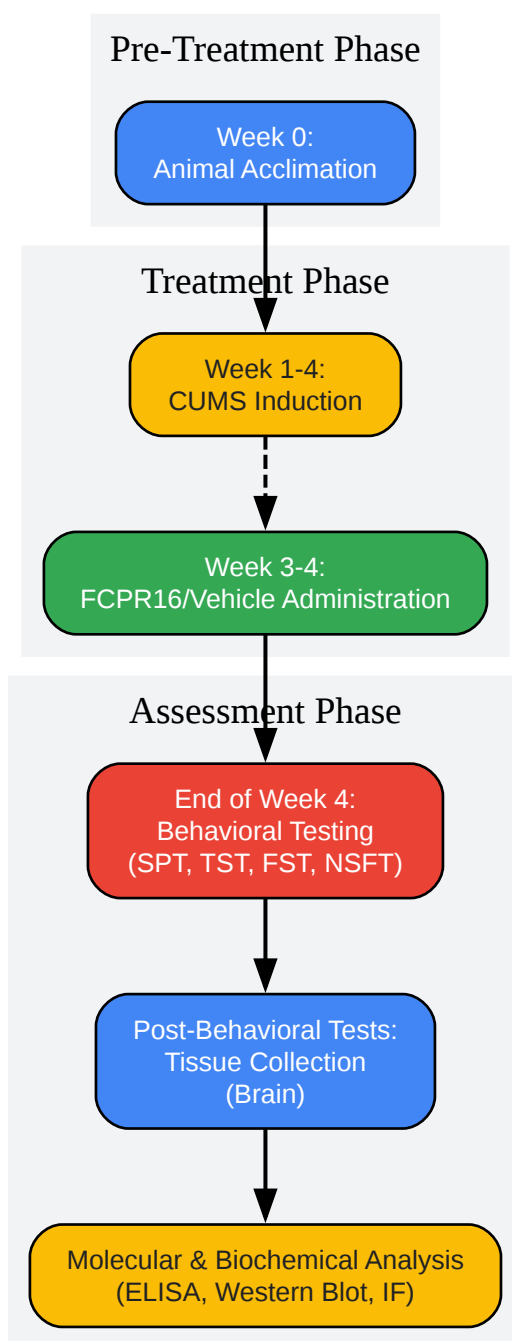 Pre-Treatment Phase
Week 0:
Animal Acclimation
Treatment Phase
Week 1-4:
CUMS Induction
Week 3-4:
FCPR16/Vehicle Administration
Assessment Phase
End of Week 4:
Behavioral Testing
(SPT, TST, FST, NSFT)
Post-Behavioral Tests:
Tissue Collection
(Brain)
Molecular & Biochemical Analysis
(ELISA, Western Blot, IF)